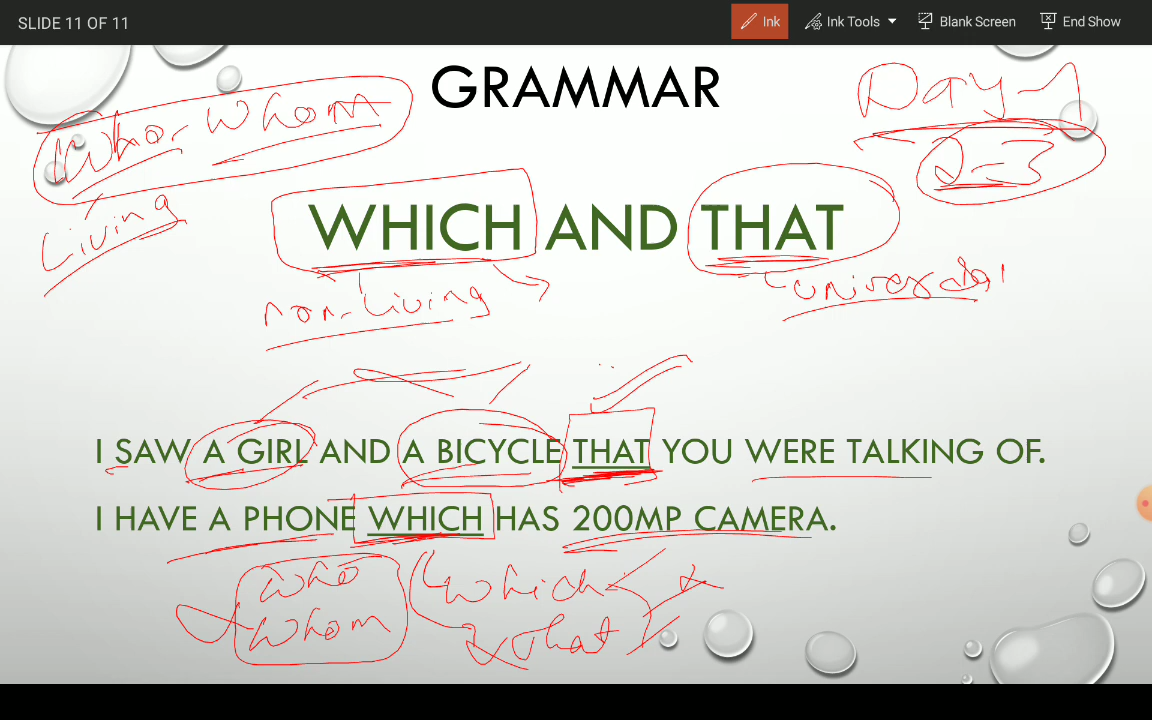 SLIDE 11 OF 11
Ink
Ink Tools
Blank Screen
End Show
GRAMMAR
Day-1
2-3
Who-whom
Living
WHICH AND THAT
non-living
universal
I SAW A GIRL AND A BICYCLE THAT YOU WERE TALKING OF.
I HAVE A PHONE WHICH HAS 200MP CAMERA.
who which
whom what